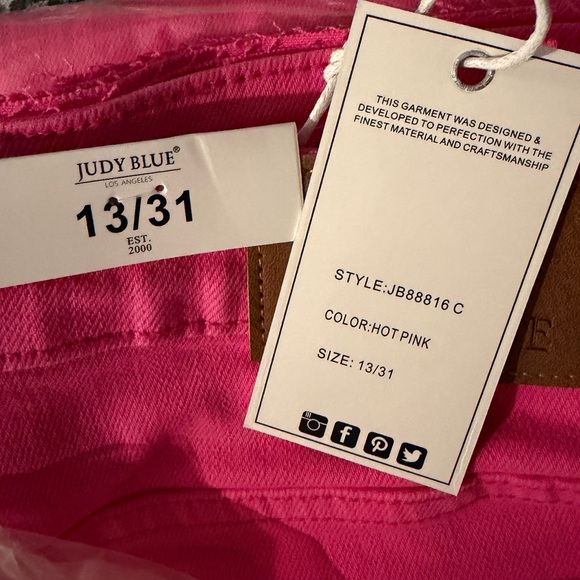 JUDY BLUE®
LOS ANGELES
13/31
EST.
2000
THIS GARMENT WAS DESIGNED &
DEVELOPED TO PERFECTION WITH THE
FINEST MATERIAL AND CRAFTSMANSHIP
STYLE:JB88816 C
COLOR:HOT PINK
SIZE: 13/31
E